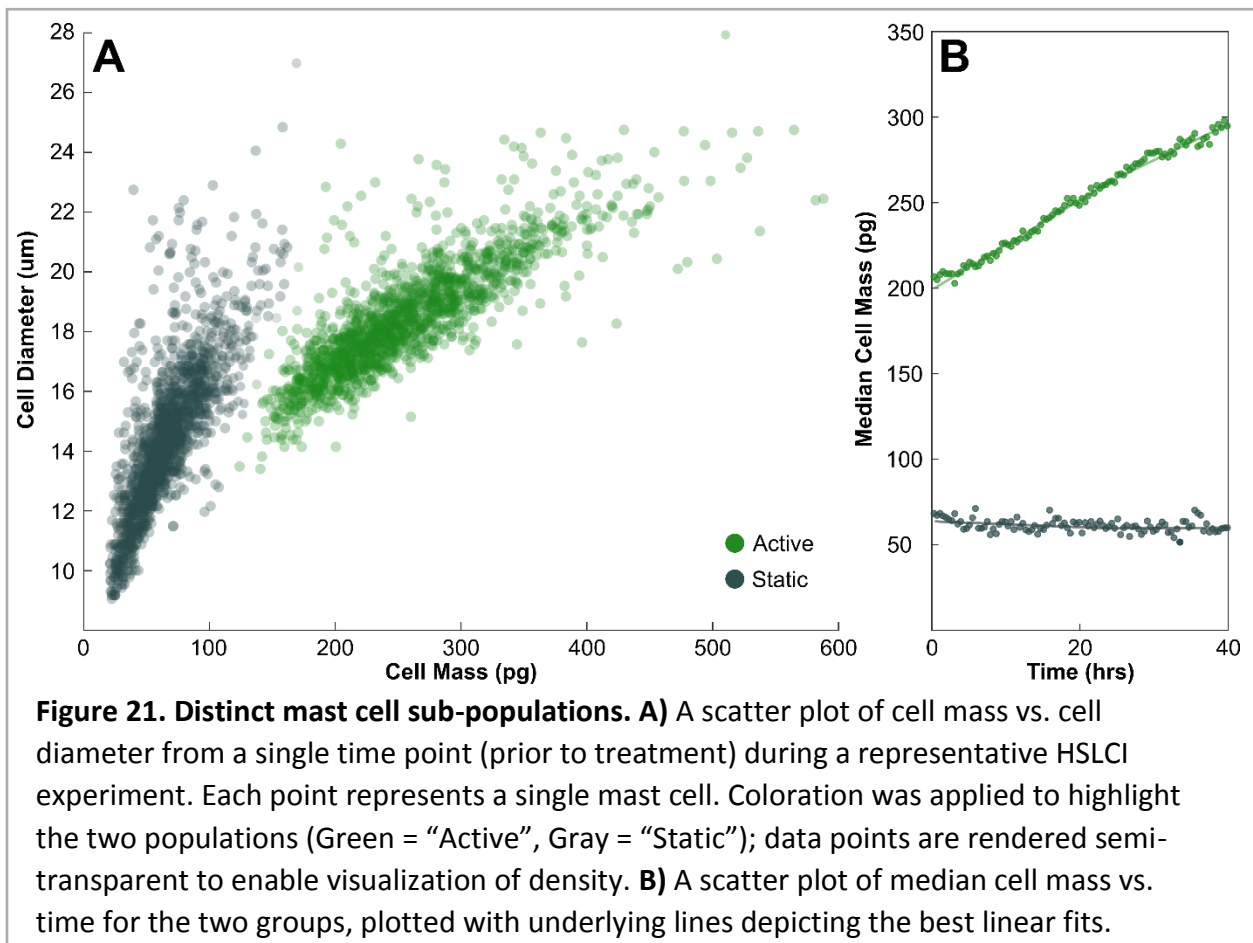 A
28
26
24
22
20
18
16
14
12
10
Cell Diameter (um)
0
100
200
300
400
500
600
Cell Mass (pg)
Active
Static
B
350
300
250
200
150
100
50
Median Cell Mass (pg)
0
20
40
Time (hrs)
Figure 21. Distinct mast cell sub-populations. A) A scatter plot of cell mass vs. cell
diameter from a single time point (prior to treatment) during a representative HSLCI
experiment. Each point represents a single mast cell. Coloration was applied to highlight
the two populations (Green = “Active”, Gray = “Static”); data points are rendered semi-
transparent to enable visualization of density. B) A scatter plot of median cell mass vs.
time for the two groups, plotted with underlying lines depicting the best linear fits.